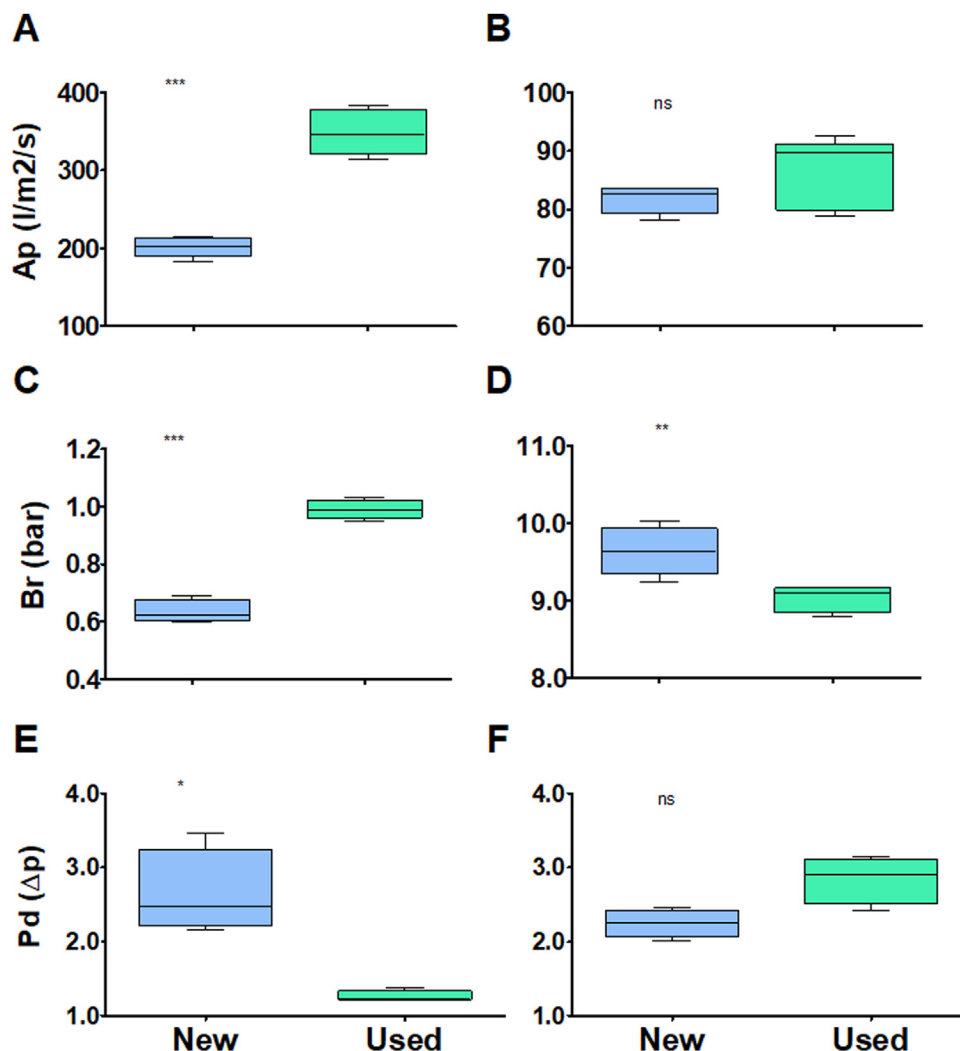 A
Ap (l/m2/s)
400
300
200
100
***
B
100
90
80
70
60
ns
C
Br (bar)
1.2
1.0
0.8
0.6
0.4
***
D
11.0
10.0
9.0
8.0
**
E
Pd (Δp)
4.0
3.0
2.0
1.0
*
New Used
F
4.0
3.0
2.0
1.0
ns
New Used